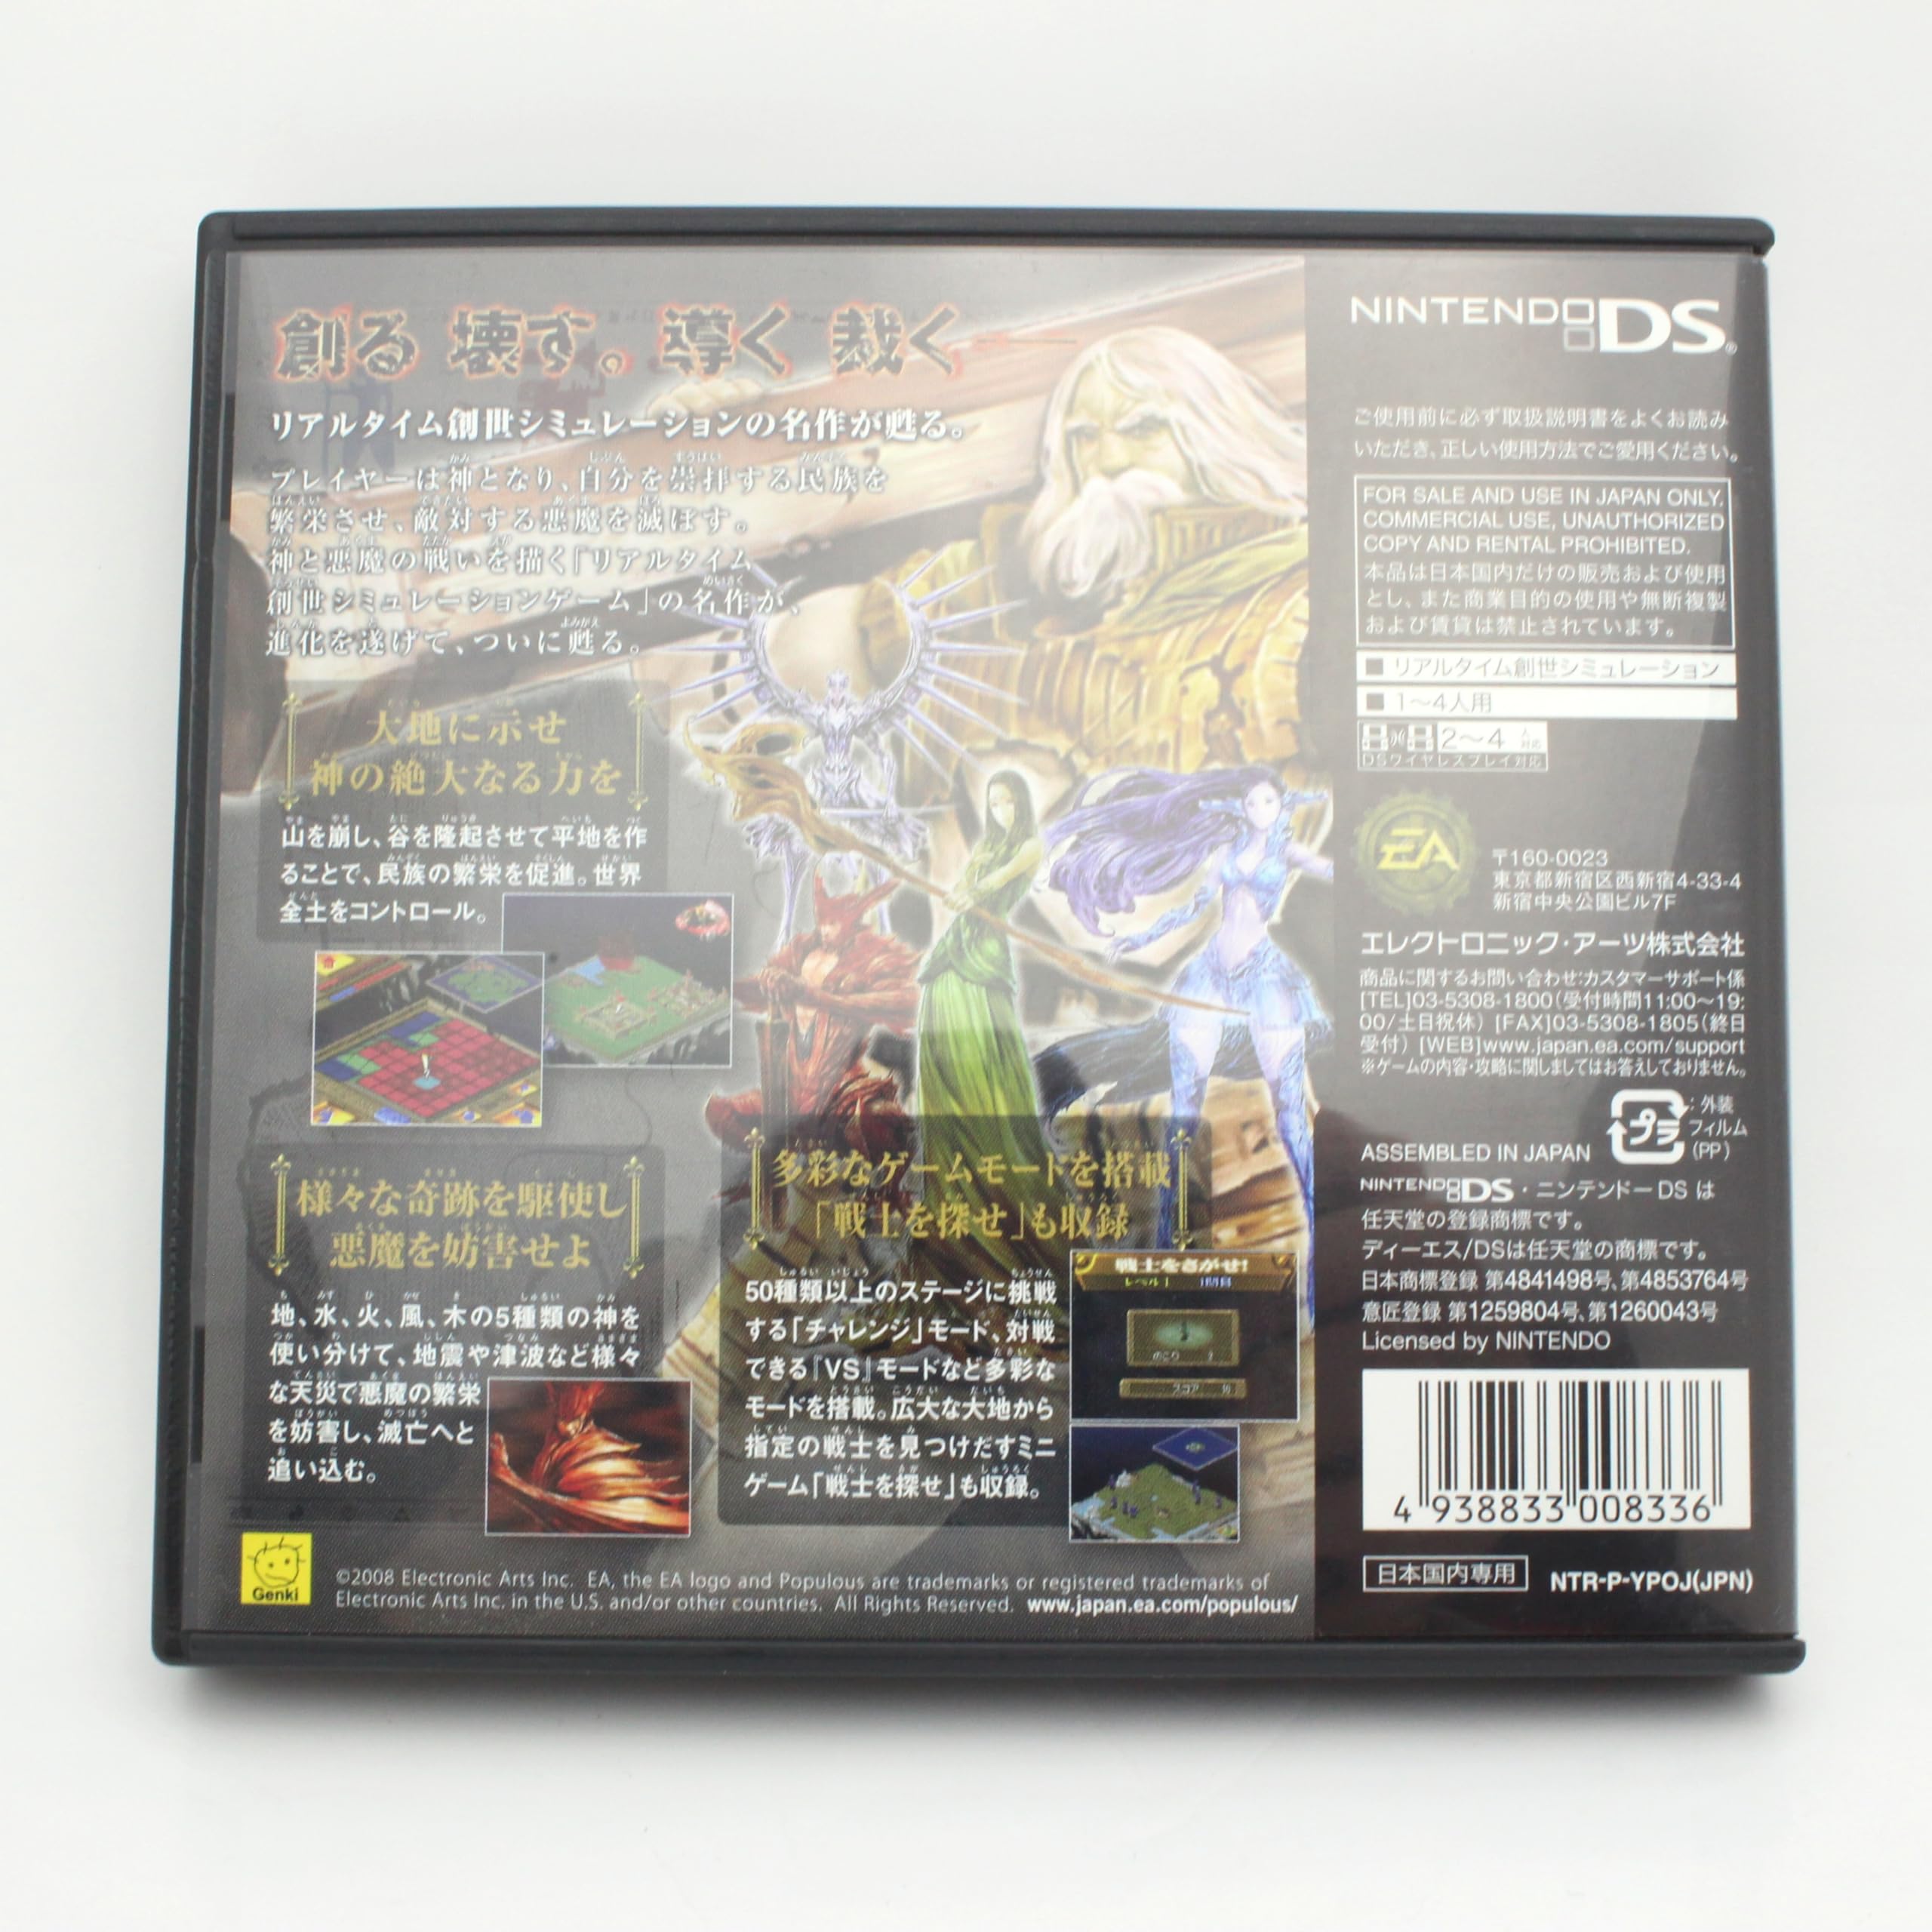 創る 壊す。導く 裁く
リアルタイム創世シミュレーションの名作が甦る。
プレイヤーは神となり、自分を崇拝する民族を
繁栄させ、敵対する悪魔を滅ぼす。
神と悪魔の戦いを描く「リアルタイム
創世シミュレーションゲーム」の名作が、
進化を遂げて、ついに甦る。
大地に示せ
神の絶大なる力を
山を崩し、谷を隆起させて平地を作
ることで、民族の繁栄を促進。世界
全土をコントロール。
様々な奇跡を駆使し
悪魔を妨害せよ
地、水、火、風、木の5種類の神を
使い分けて、地震や津波など様々
な天災で悪魔の繁栄
を妨害し、滅亡へと
追い込む。
多彩なゲームモードを搭載
「戦士を探せ」も収録
50種類以上のステージに挑戦
する「チャレンジ」モード、対戦
できる『VS』モードなど多彩な
モードを搭載。広大な大地から
指定の戦士を見つけだすミニ
ゲーム「戦士を探せ」も収録。
戦士をさがせ!
レベル1
のこり
スコア
Genki
©2008 Electronic Arts Inc. EA, the EA logo and Populous are trademarks or registered trademarks of
Electronic Arts Inc. in the U.S. and/or other countries. All Rights Reserved. www.japan.ea.com/populous/
NINTENDO DS
ご使用前に必ず取扱説明書をよくお読み
いただき、正しい使用方法でご愛用ください。
FOR SALE AND USE IN JAPAN ONLY.
COMMERCIAL USE, UNAUTHORIZED
COPY AND RENTAL PROHIBITED.
本品は日本国内だけの販売および使用
とし、また商業目的の使用や無断複製
および賃貸は禁止されています。
■ リアルタイム創世シミュレーション
■ 1〜4人用
2〜4人対応
DSワイヤレスプレイ対応
EA
〒160-0023
東京都新宿区西新宿4-33-4
新宿中央公園ビル7F
エレクトロニック・アーツ株式会社
商品に関するお問い合わせ:カスタマーサポート係
[TEL]03-5308-1800(受付時間11:00〜19:
00/土日祝休) [FAX]03-5308-1805(終日
受付) [WEB]www.japan.ea.com/support
※ゲームの内容・攻略に関しましてはお答えしておりません。
プラ
:外装
フィルム
(PP)
ASSEMBLED IN JAPAN
NINTENDO DS・ニンテンドーDS は
任天堂の登録商標です。
ディーエス/DSは任天堂の商標です。
日本商標登録 第4841498号、第4853764号
意匠登録 第1259804号、第1260043号
Licensed by NINTENDO
4 938833 008336
日本国内専用
NTR-P-YPOJ(JPN)